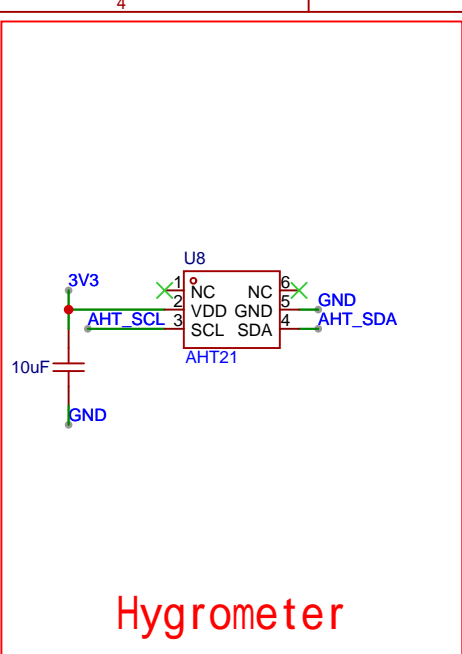 4
U8
3V3
1 NC NC 6
2 VDD GND 5 GND
AHT_SCL 3 SCL SDA 4 AHT_SDA
AHT21
10uF
GND
Hygrometer